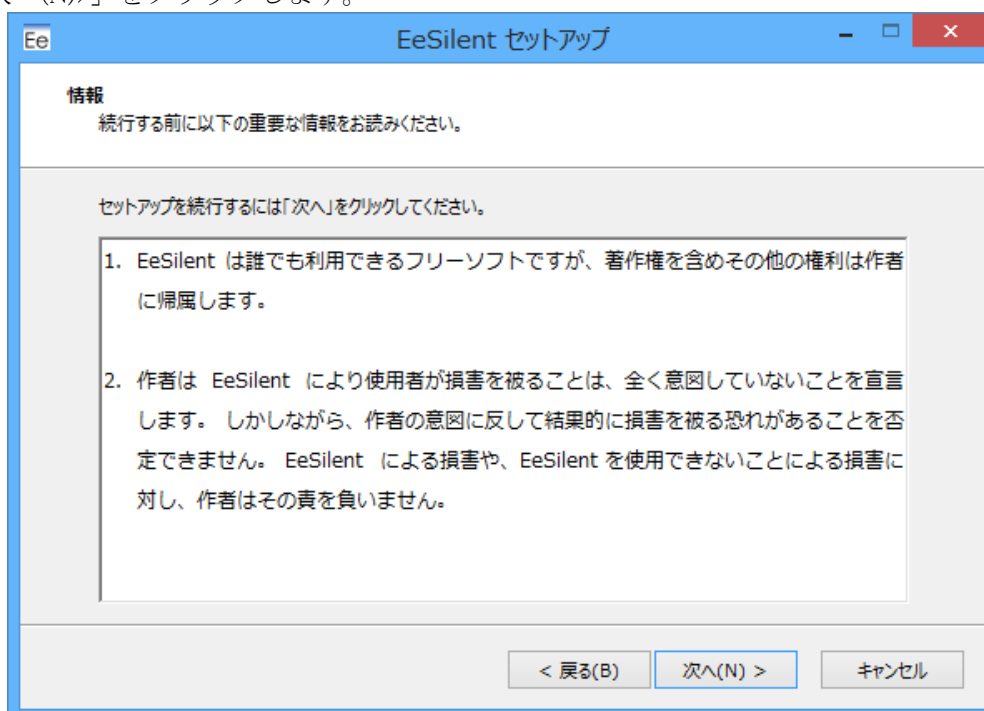 (N)」をクリックします。
Ee EeSilent セットアップ
情報
続行する前に以下の重要な情報をお読みください。
セットアップを続行するには「次へ」をクリックしてください。
1. EeSilent は誰でも利用できるフリーソフトですが、著作権を含めその他の権利は作者
に帰属します。
2. 作者は EeSilent により使用者が損害を被ることは、全く意図していないことを宣言
します。 しかしながら、作者の意図に反して結果的に損害を被る恐れがあることを否
定できません。 EeSilent による損害や、EeSilent を使用できないことによる損害に
対し、作者はその責を負いません。
< 戻る(B) 次へ(N) > キャンセル